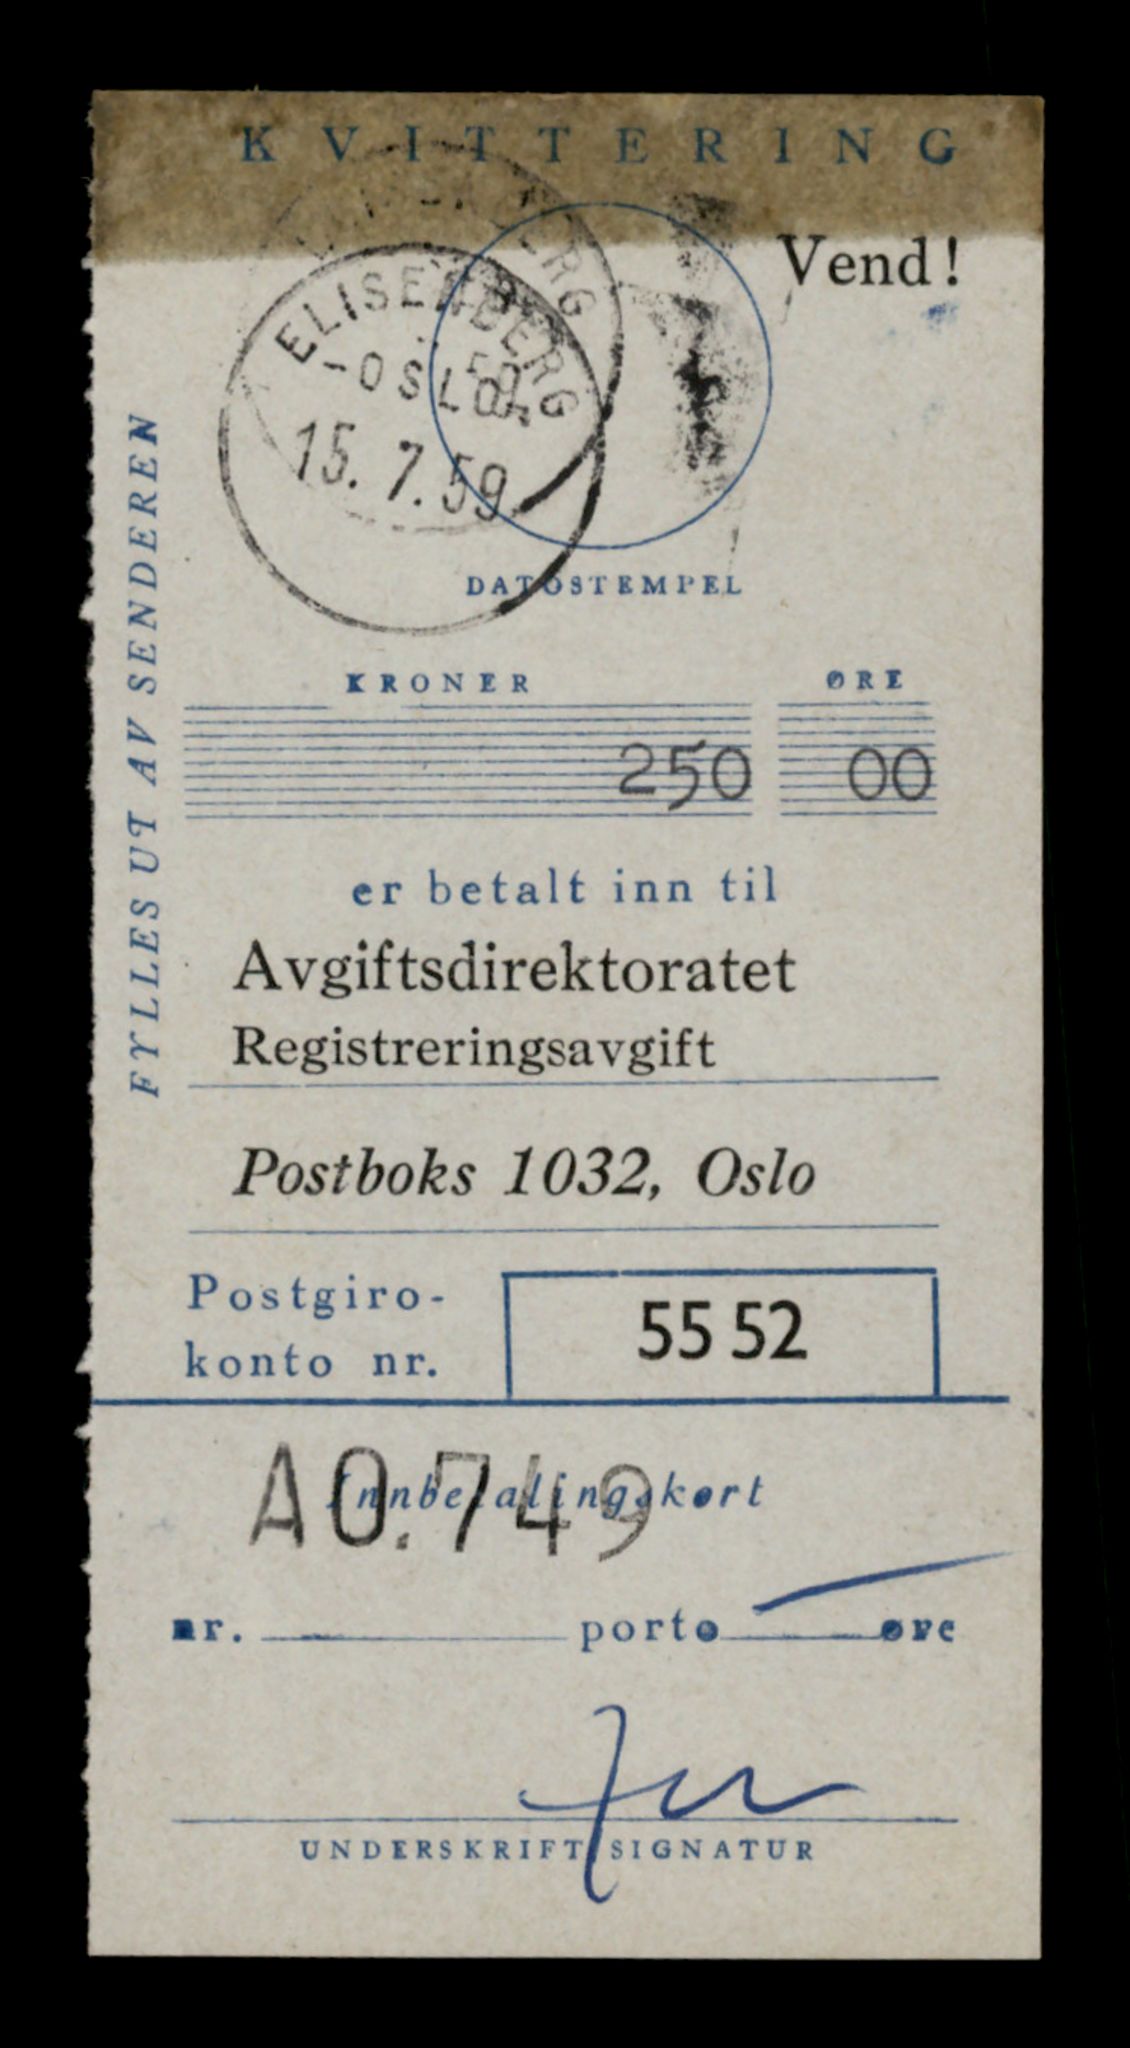 KVITTERING
Vend!
ELISENBERG
-OSLO-
15.7.59
DATOSTEMPEL
FYLLES UT AV SENDEREN
KRONER ØRE
250 00
er betalt inn til
Avgiftsdirektoratet
Registreringsavgift
Postboks 1032, Oslo
Postgiro-
konto nr.
55 52
A0.749
Innbetalingskort
nr. porto øre
UNDERSKRIFT/SIGNATUR